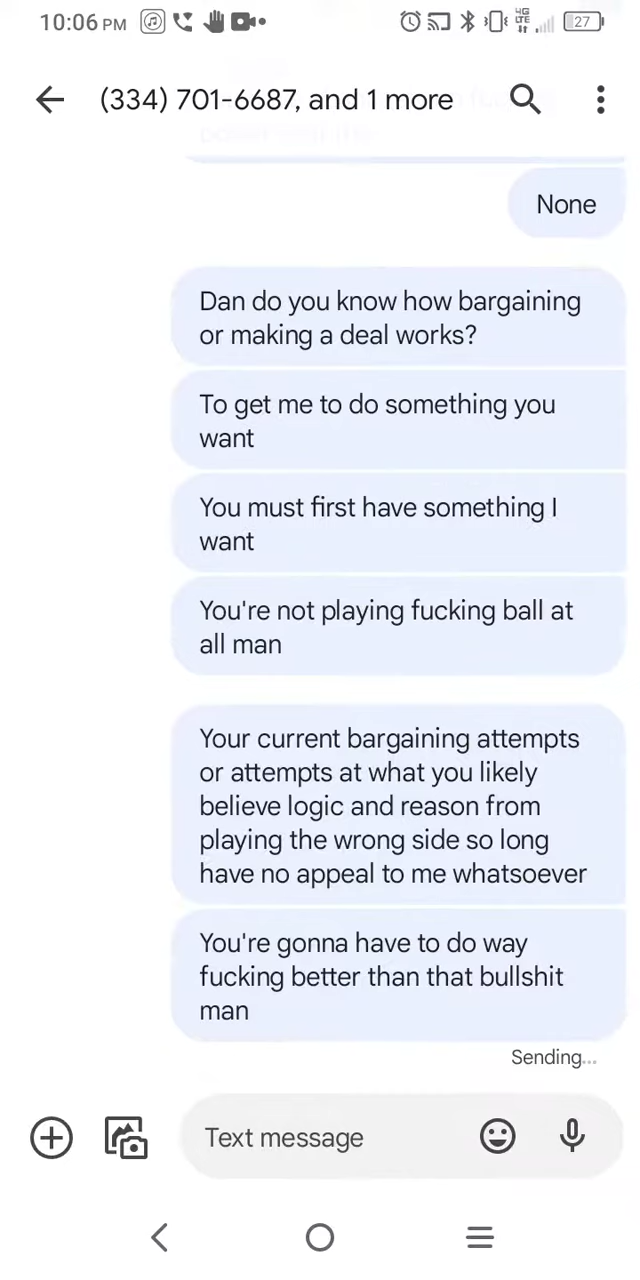 10:06 PM
4G
LTE
27
(334) 701-6687, and 1 more
None
Dan do you know how bargaining
or making a deal works?
To get me to do something you
want
You must first have something I
want
You're not playing fucking ball at
all man
Your current bargaining attempts
or attempts at what you likely
believe logic and reason from
playing the wrong side so long
have no appeal to me whatsoever
You're gonna have to do way
fucking better than that bullshit
man
Sending...
Text message